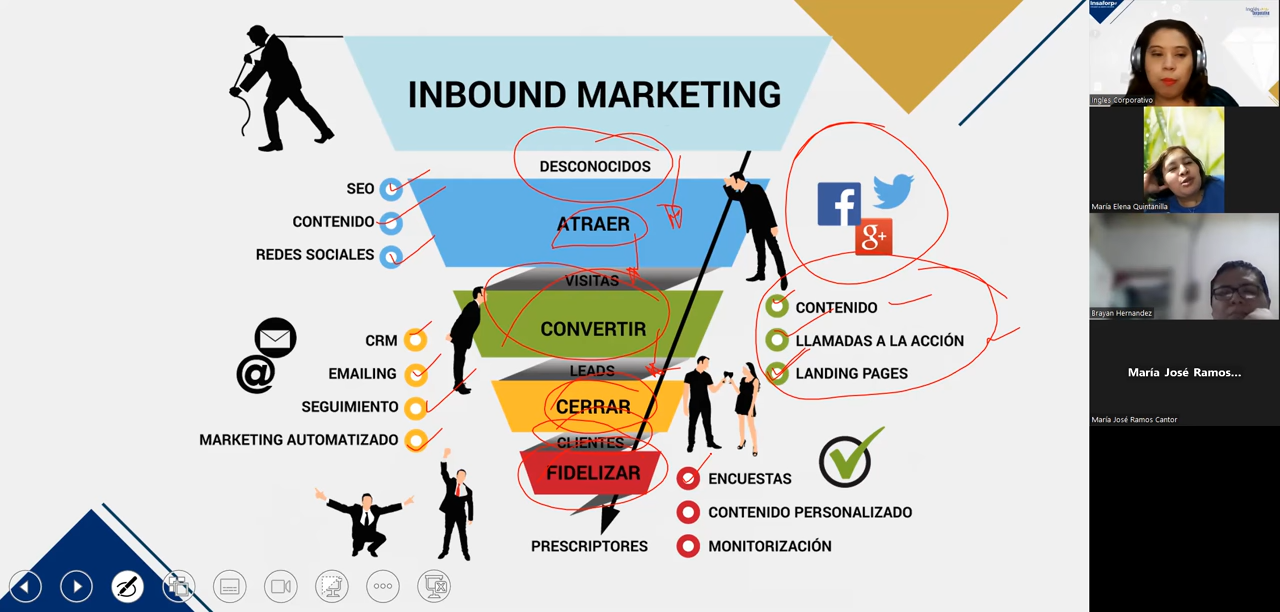 INBOUND MARKETING
DESCONOCIDOS
SEO
CONTENIDO
REDES SOCIALES
ATRAER
f
g+
VISITAS
CONVERTIR
CONTENIDO
LLAMADAS A LA ACCIÓN
LANDING PAGES
@
CRM
EMAILING
SEGUIMIENTO
MARKETING AUTOMATIZADO
LEADS
CERRAR
CLIENTES
FIDELIZAR
ENCUESTAS
CONTENIDO PERSONALIZADO
MONITORIZACIÓN
PRESCRIPTORES
Insaforp
Ingles Corporativo
María Elena Quintanilla
Brayan Hernandez
María José Ramos...
María José Ramos Cantor